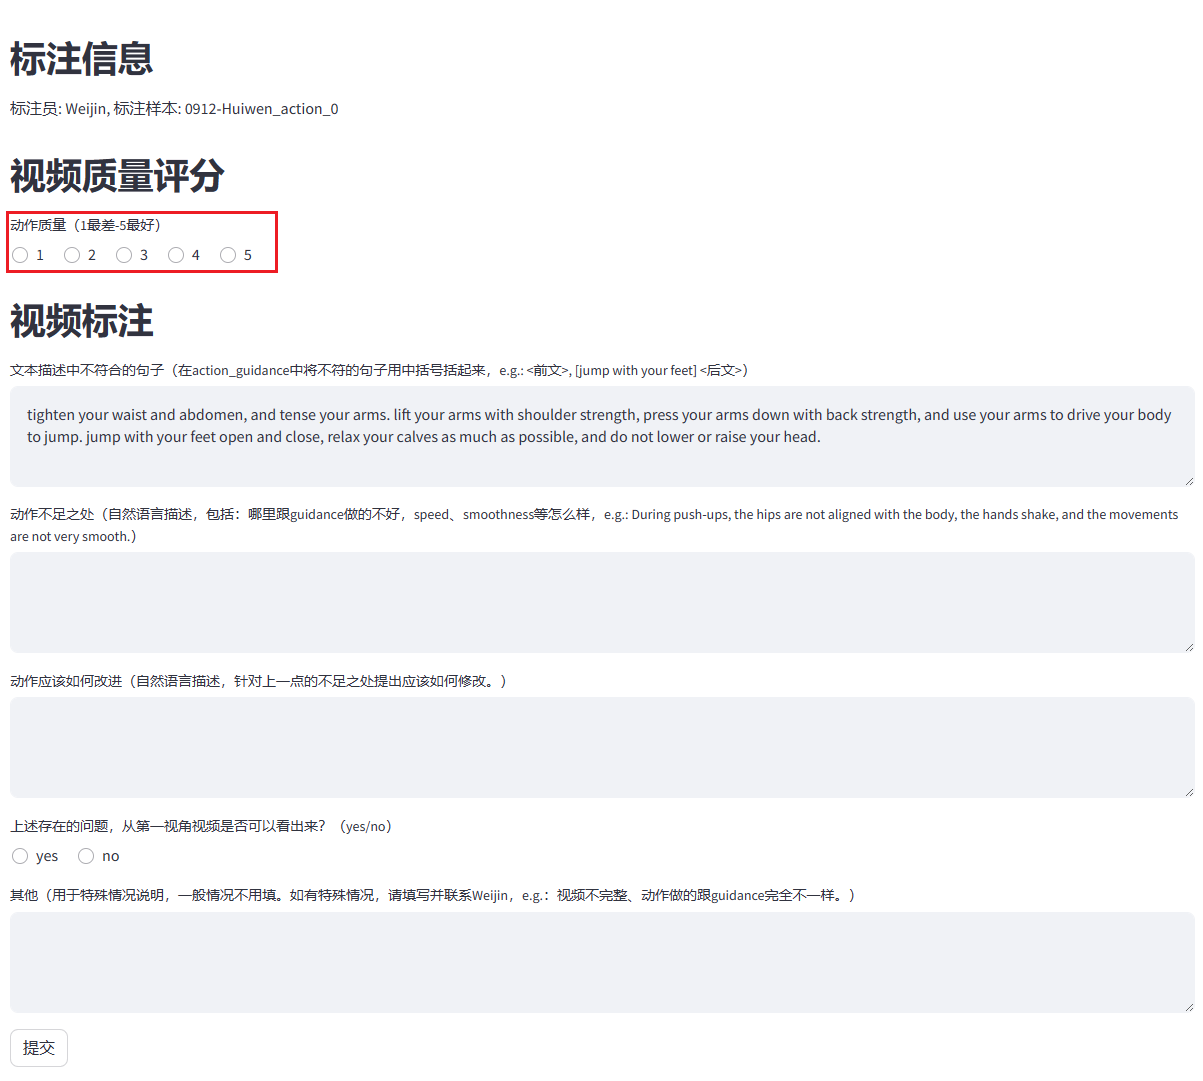 标注信息
标注员: Weijin, 标注样本: 0912-Huiwen_action_0
视频质量评分
动作质量（1最差-5最好）
1 2 3 4 5
视频标注
文本描述中不符合的句子（在action_guidance中将不符的句子用中括号括起来，e.g.: <前文>, [jump with your feet] <后文>）
tighten your waist and abdomen, and tense your arms. lift your arms with shoulder strength, press your arms down with back strength, and use your arms to drive your body
to jump. jump with your feet open and close, relax your calves as much as possible, and do not lower or raise your head.
动作不足之处（自然语言描述，包括：哪里跟guidance做的不好，speed、smoothness等怎么样，e.g.: During push-ups, the hips are not aligned with the body, the hands shake, and the movements
are not very smooth.）
动作应该如何改进（自然语言描述，针对上一点的不足之处提出应该如何修改。）
上述存在的问题，从第一视角视频是否可以看出来？（yes/no）
yes no
其他（用于特殊情况说明，一般情况不用填。如有特殊情况，请填写并联系Weijin，e.g.：视频不完整、动作做的跟guidance完全不一样。）
提交